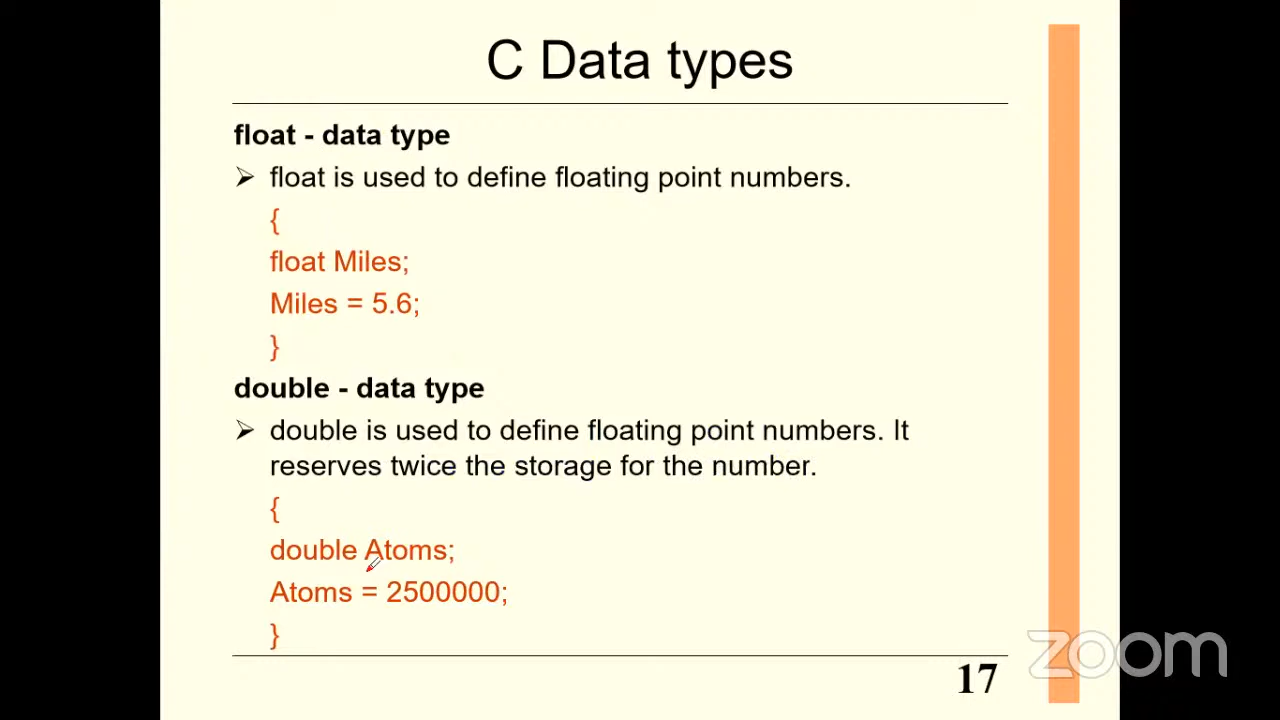 C Data types
float - data type
➢ float is used to define floating point numbers.
{
float Miles;
Miles = 5.6;
}
double - data type
➢ double is used to define floating point numbers. It
reserves twice the storage for the number.
{
double Atoms;
Atoms = 2500000;
}
17
zoom